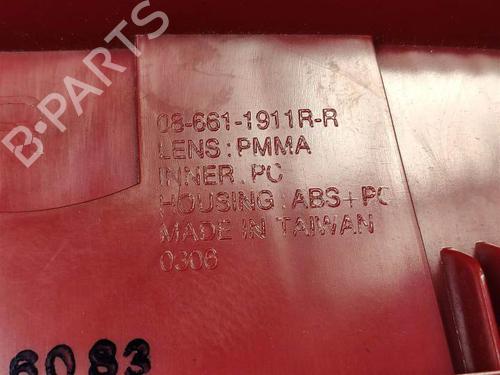 B-PARTS
08-661-1911R-R
LENS:PMMA
INNER:PC
HOUSING:ABS+PC
MADE IN TAIWAN
0306
6083